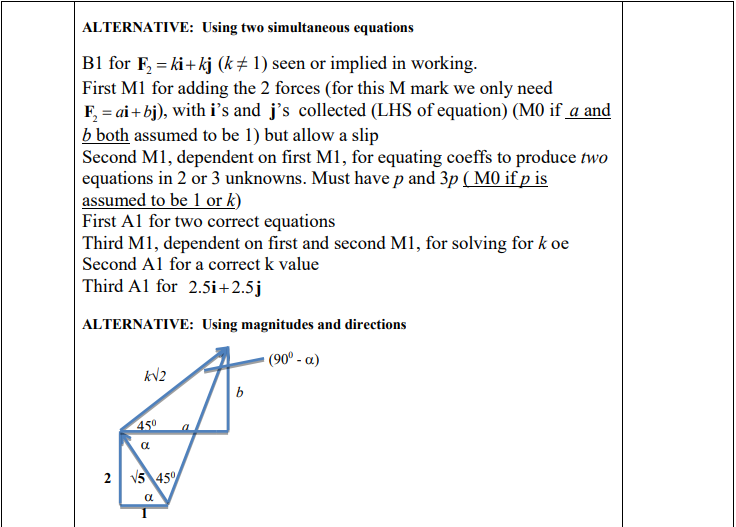 ALTERNATIVE: Using two simultaneous equations
B1 for F₂ = ki + kj (k ≠ 1) seen or implied in working.
First M1 for adding the 2 forces (for this M mark we only need
F₂ = ai + bj), with i’s and j’s collected (LHS of equation) (M0 if a and
b both assumed to be 1) but allow a slip
Second M1, dependent on first M1, for equating coeffs to produce two
equations in 2 or 3 unknowns. Must have p and 3p ( M0 if p is
assumed to be 1 or k)
First A1 for two correct equations
Third M1, dependent on first and second M1, for solving for k oe
Second A1 for a correct k value
Third A1 for 2.5i + 2.5j
ALTERNATIVE: Using magnitudes and directions
(90⁰ - α)
k√2
b
45⁰
a
α
2
√5
45⁰
α
1